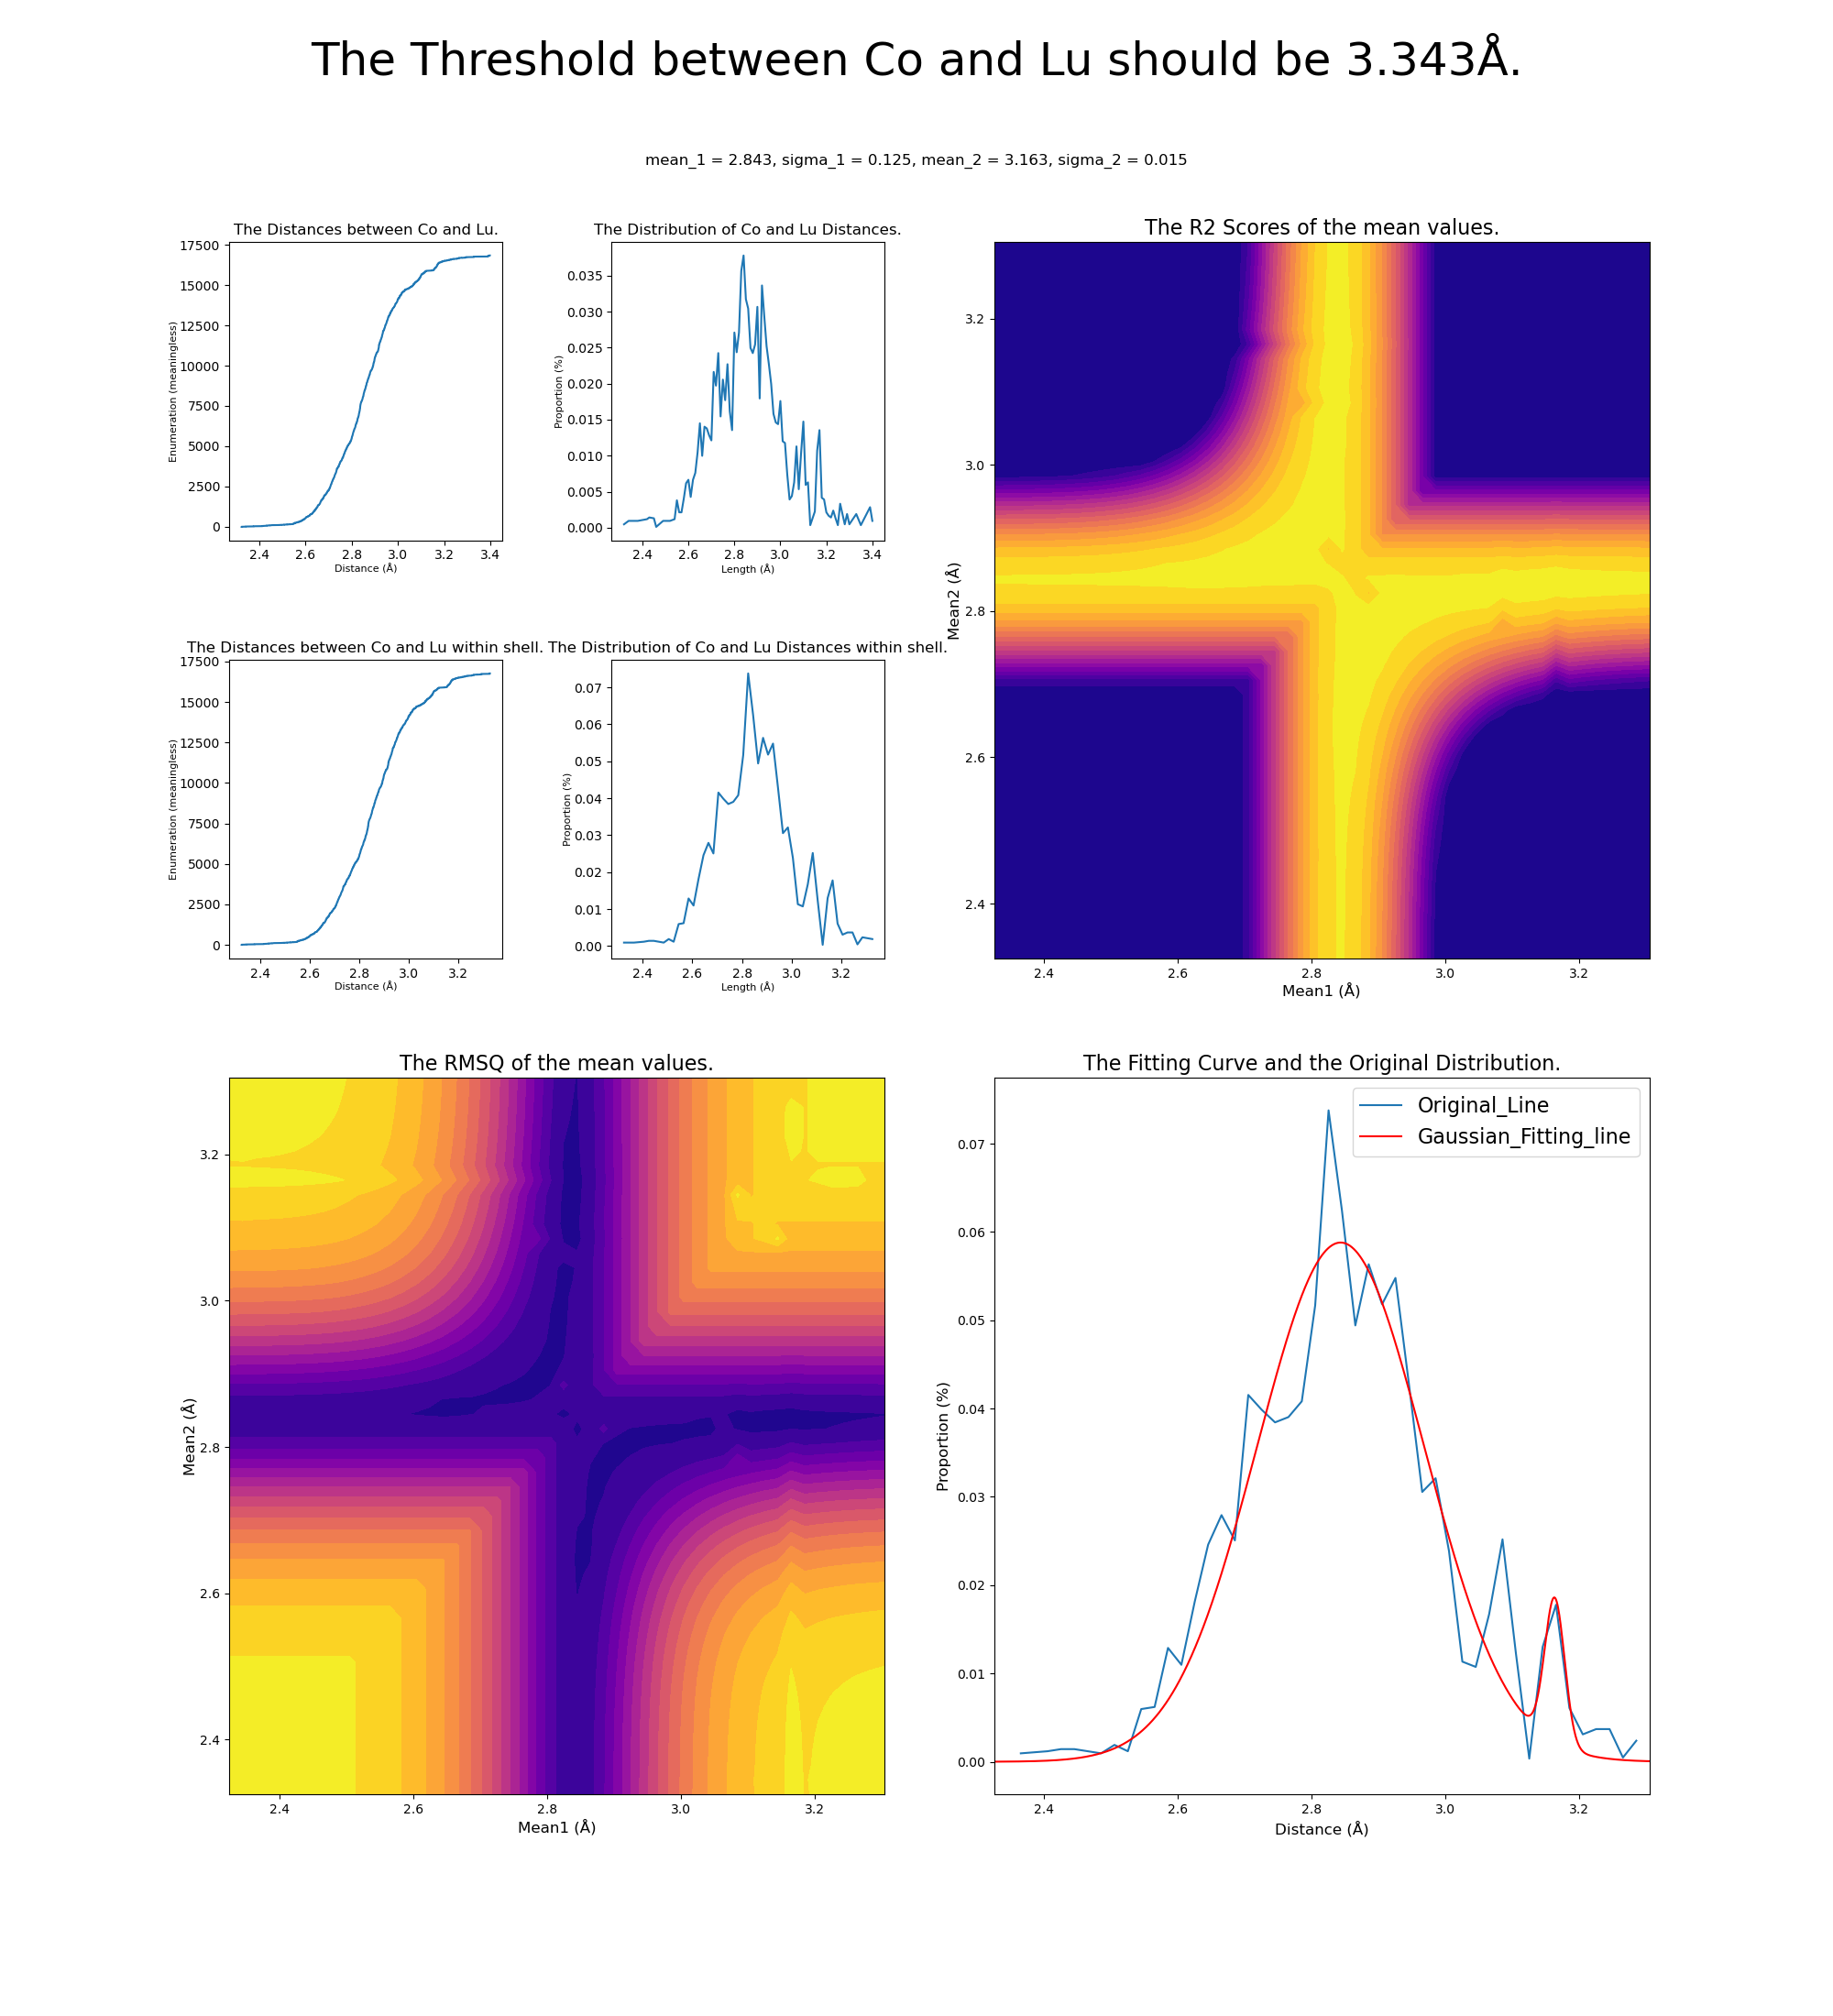 The Threshold between Co and Lu should be 3.343Å.
mean_1 = 2.843, sigma_1 = 0.125, mean_2 = 3.163, sigma_2 = 0.015
The Distances between Co and Lu.
17500
15000
12500
10000
7500
5000
2500
0
Enumeration (meaningless)
2.4 2.6 2.8 3.0 3.2 3.4
Distance (Å)
The Distribution of Co and Lu Distances.
0.035
0.030
0.025
0.020
0.015
0.010
0.005
0.000
Proportion (%)
2.4 2.6 2.8 3.0 3.2 3.4
Length (Å)
The R2 Scores of the mean values.
3.2
3.0
2.8
2.6
2.4
Mean2 (Å)
2.4 2.6 2.8 3.0 3.2
Mean1 (Å)
The Distances between Co and Lu within shell.
17500
15000
12500
10000
7500
5000
2500
0
Enumeration (meaningless)
2.4 2.6 2.8 3.0 3.2
Distance (Å)
The Distribution of Co and Lu Distances within shell.
0.07
0.06
0.05
0.04
0.03
0.02
0.01
0.00
Proportion (%)
2.4 2.6 2.8 3.0 3.2
Length (Å)
The RMSQ of the mean values.
3.2
3.0
2.8
2.6
2.4
Mean2 (Å)
2.4 2.6 2.8 3.0 3.2
Mean1 (Å)
The Fitting Curve and the Original Distribution.
Original_Line
Gaussian_Fitting_line
0.07
0.06
0.05
0.04
0.03
0.02
0.01
0.00
Proportion (%)
2.4 2.6 2.8 3.0 3.2
Distance (Å)